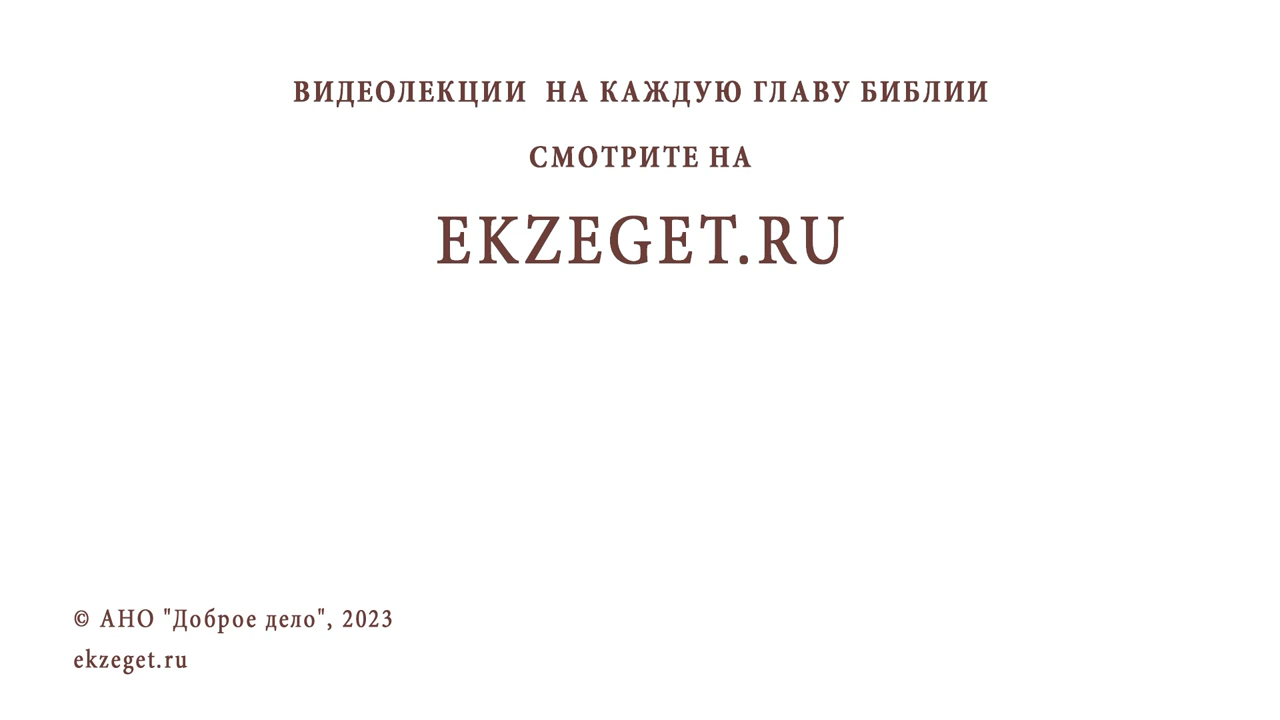 ВИДЕОЛЕКЦИИ НА КАЖДУЮ ГЛАВУ БИБЛИИ
СМОТРИТЕ НА
EKZEGET.RU
© АНО "Доброе дело", 2023
ekzeget.ru